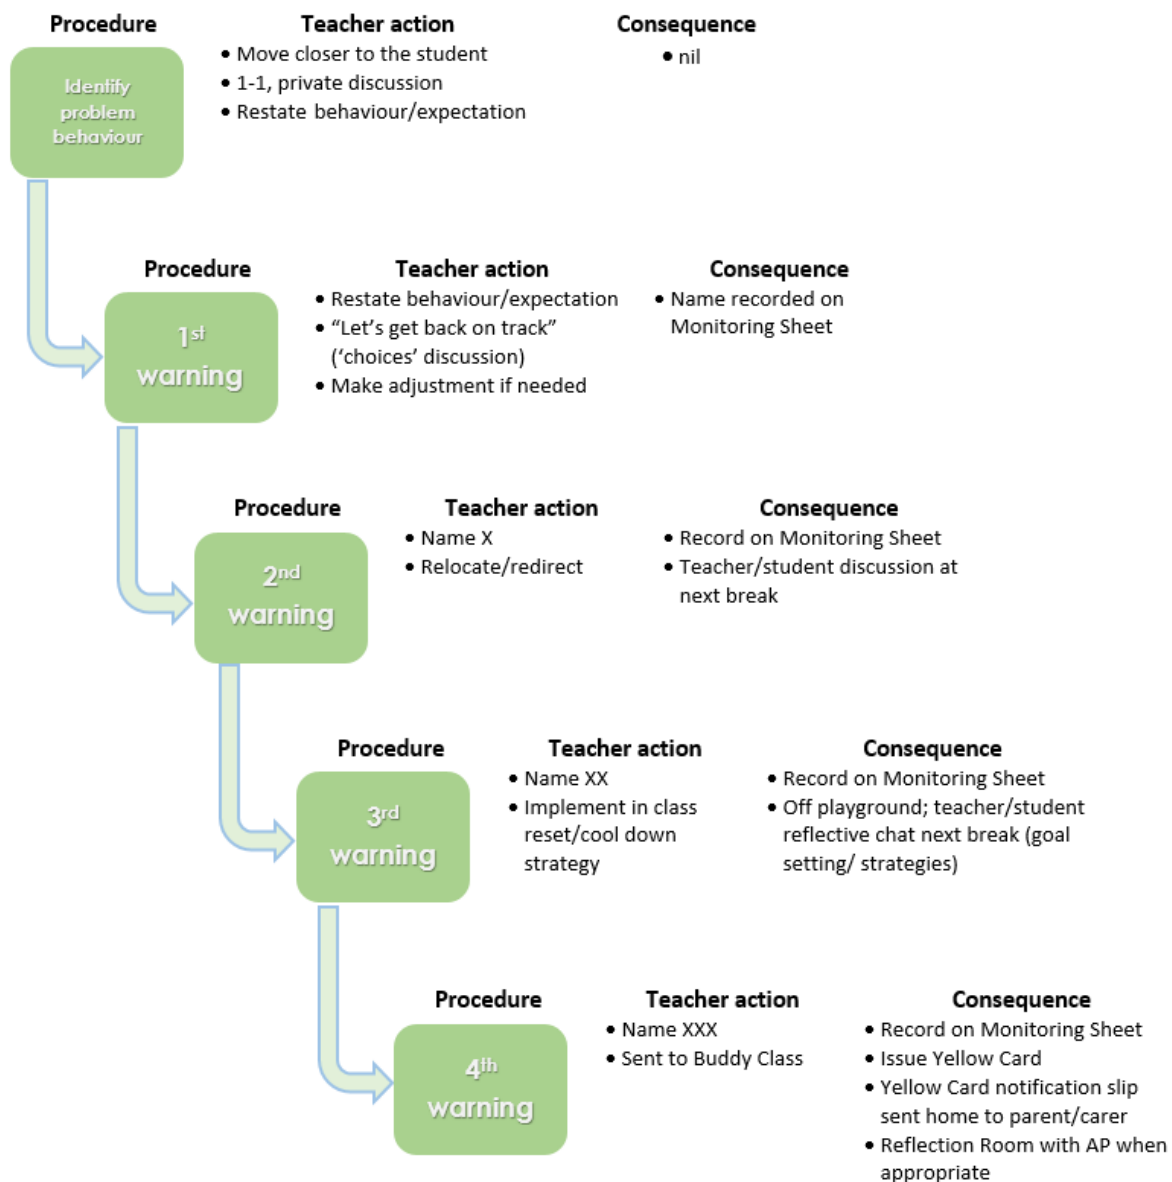 Procedure
Teacher action
Consequence
Identify
problem
behaviour
• Move closer to the student
• 1-1, private discussion
• Restate behaviour/expectation
• nil
Procedure
Teacher action
Consequence
1st
warning
• Restate behaviour/expectation
• “Let’s get back on track”
(‘choices’ discussion)
• Make adjustment if needed
• Name recorded on
Monitoring Sheet
Procedure
Teacher action
Consequence
2nd
warning
• Name X
• Relocate/redirect
• Record on Monitoring Sheet
• Teacher/student discussion at
next break
Procedure
Teacher action
Consequence
3rd
warning
• Name XX
• Implement in class
reset/cool down
strategy
• Record on Monitoring Sheet
• Off playground; teacher/student
reflective chat next break (goal
setting/ strategies)
Procedure
Teacher action
Consequence
4th
warning
• Name XXX
• Sent to Buddy Class
• Record on Monitoring Sheet
• Issue Yellow Card
• Yellow Card notification slip
sent home to parent/carer
• Reflection Room with AP when
appropriate